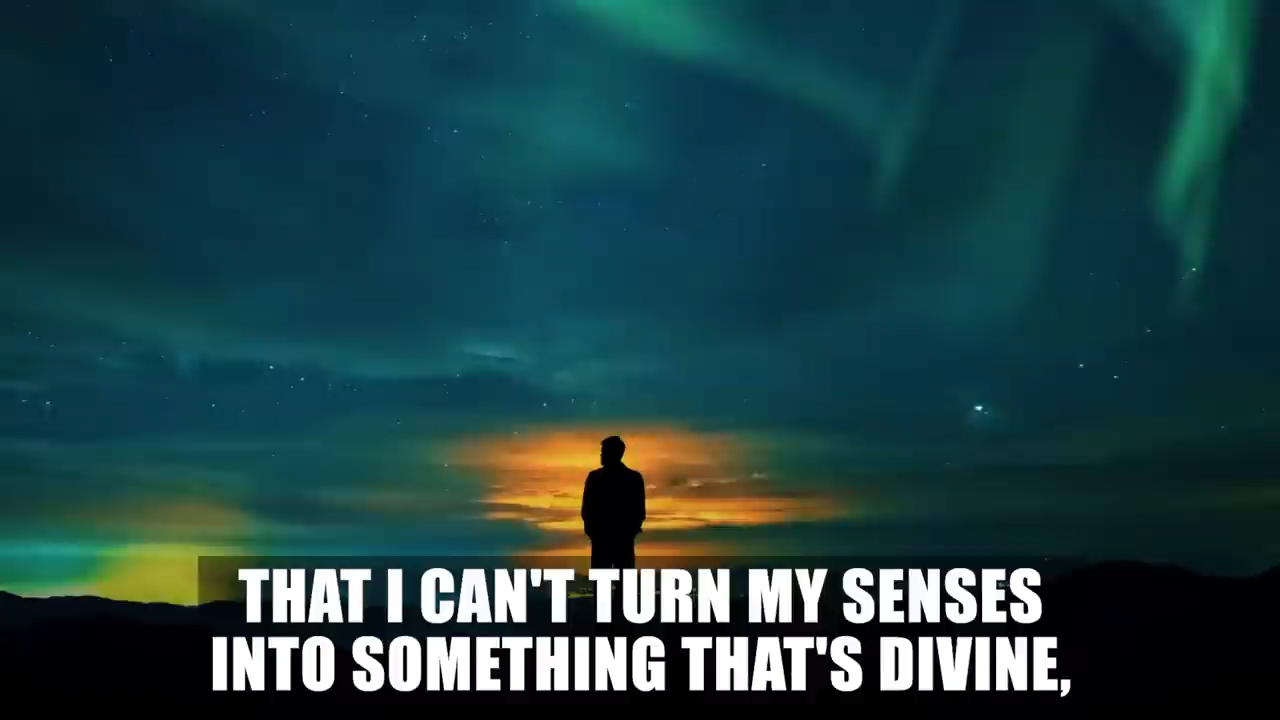 THAT I CAN'T TURN MY SENSES
INTO SOMETHING THAT'S DIVINE,